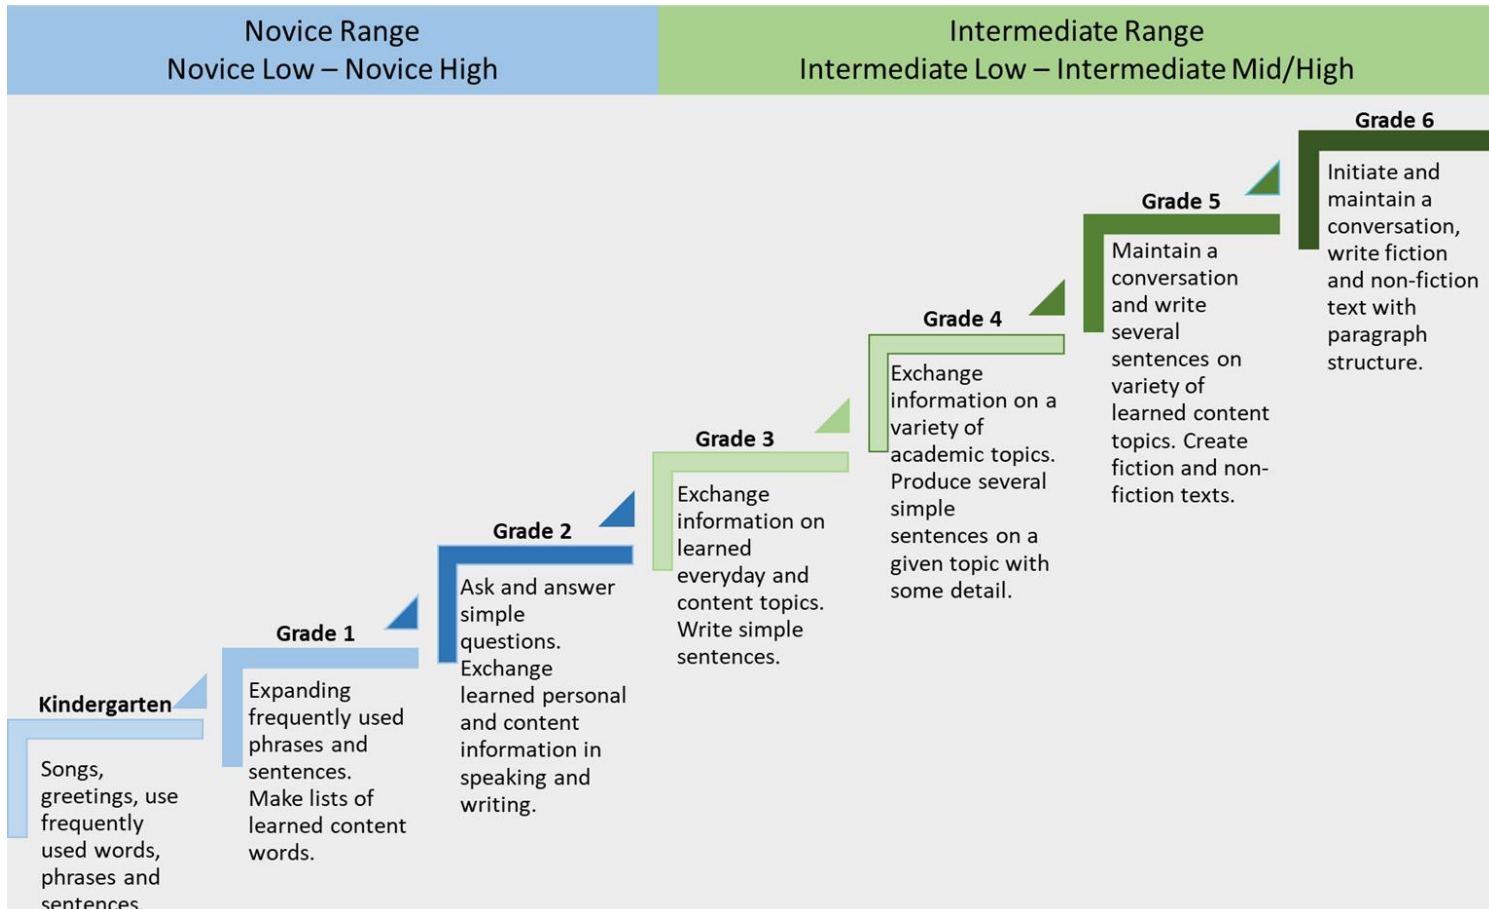 Novice Range
Novice Low – Novice High
Intermediate Range
Intermediate Low – Intermediate Mid/High
Kindergarten
Songs,
greetings, use
frequently
used words,
phrases and
sentences.
Grade 1
Expanding
frequently used
phrases and
sentences.
Make lists of
learned content
words.
Grade 2
Ask and answer
simple
questions.
Exchange
learned personal
and content
information in
speaking and
writing.
Grade 3
Exchange
information on
learned
everyday and
content topics.
Write simple
sentences.
Grade 4
Exchange
information on a
variety of
academic topics.
Produce several
simple
sentences on a
given topic with
some detail.
Grade 5
Maintain a
conversation
and write
several
sentences on
variety of
learned content
topics. Create
fiction and non-
fiction texts.
Grade 6
Initiate and
maintain a
conversation,
write fiction
and non-fiction
text with
paragraph
structure.